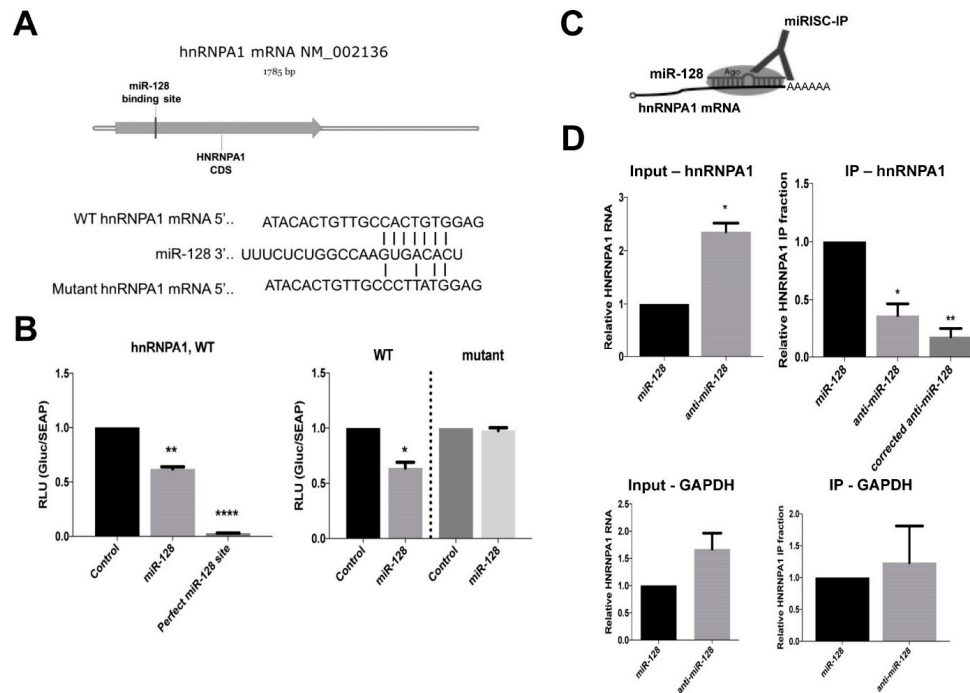 A
hnRNPA1 mRNA NM_002136
1785 bp
miR-128
binding site
HNRNPA1
CDS
WT hnRNPA1 mRNA 5'.. ATACACTGTTGCCACTGTGGAG
miR-128 3'.. UUUCUCUGGCCAAGUGACACU
Mutant hnRNPA1 mRNA 5'.. ATACACTGTTGCCCTTATGGAG
B
hnRNPA1, WT
RLU (Gluc/SEAP)
1.5
1.0
0.5
0.0
**
****
Control
miR-128
Perfect miR-128 site
WT
mutant
RLU (Gluc/SEAP)
1.5
1.0
0.5
0.0
*
Control
miR-128
Control
miR-128
C
miRISC-IP
Ago
miR-128
AAAAAA
hnRNPA1 mRNA
D
Input – hnRNPA1
Relative HNRNPA1 RNA
3
2
1
0
*
miR-128
anti-miR-128
IP – hnRNPA1
Relative HNRNPA1 IP fraction
1.5
1.0
0.5
0.0
*
**
miR-128
anti-miR-128
corrected anti-miR-128
Input - GAPDH
Relative HNRNPA1 RNA
2.5
2.0
1.5
1.0
0.5
0.0
miR-128
anti-miR-128
IP - GAPDH
Relative HNRNPA1 IP fraction
2.0
1.5
1.0
0.5
0.0
miR-128
anti-miR-128